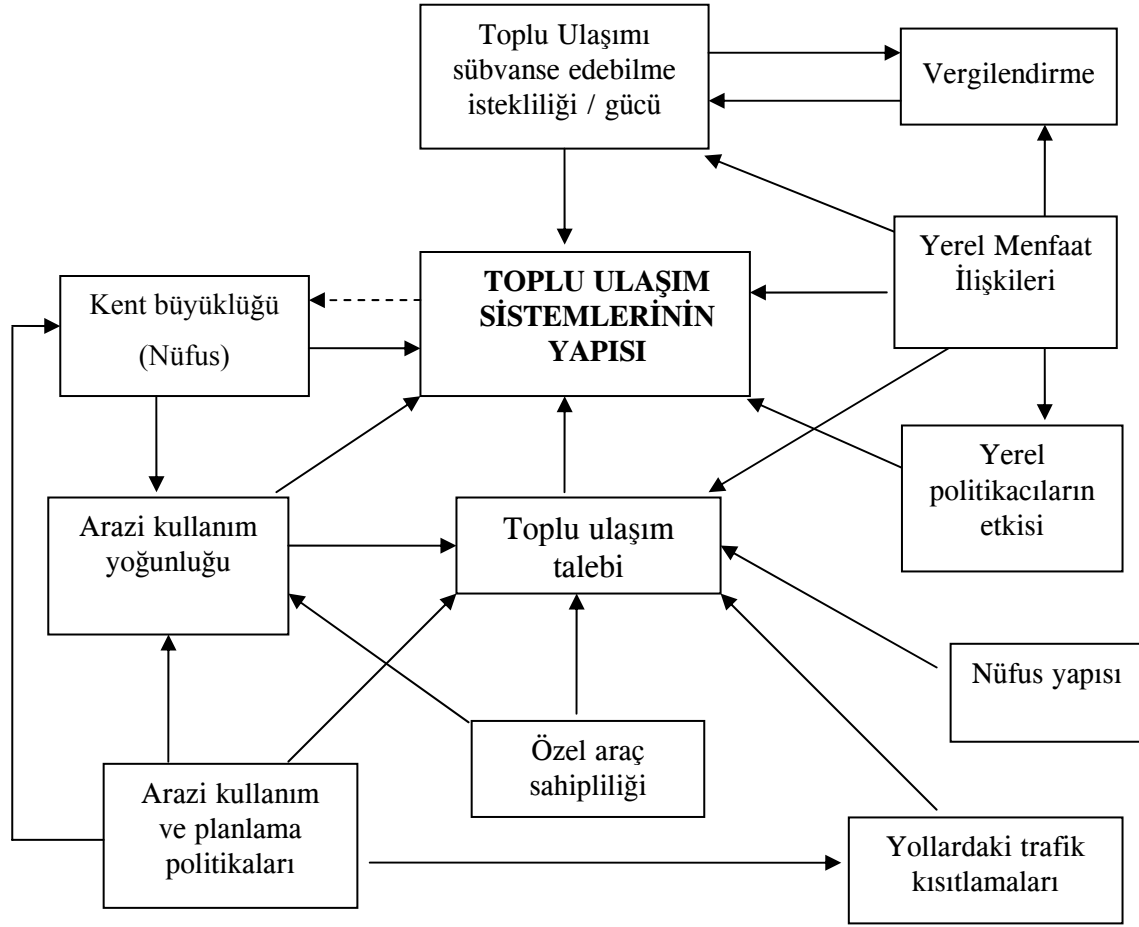 Toplu Ulaşımı
sübvanse edebilme
istekliliği / gücü
Vergilendirme
Yerel Menfaat
İlişkileri
TOPLU ULAŞIM
SİSTEMLERİNİN
YAPISI
Kent büyüklüğü
(Nüfus)
Yerel
politikacıların
etkisi
Arazi kullanım
yoğunluğu
Toplu ulaşım
talebi
Nüfus yapısı
Özel araç
sahipliliği
Arazi kullanım
ve planlama
politikaları
Yollardaki trafik
kısıtlamaları